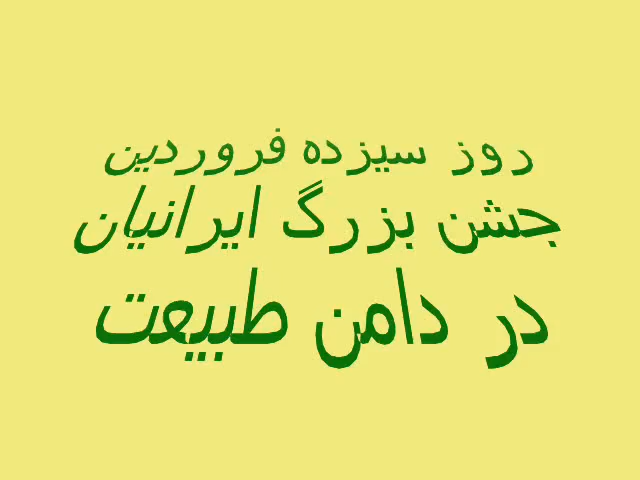 روز سیزده فروردین
جشن بزرگ ایرانیان
در دامن طبیعت